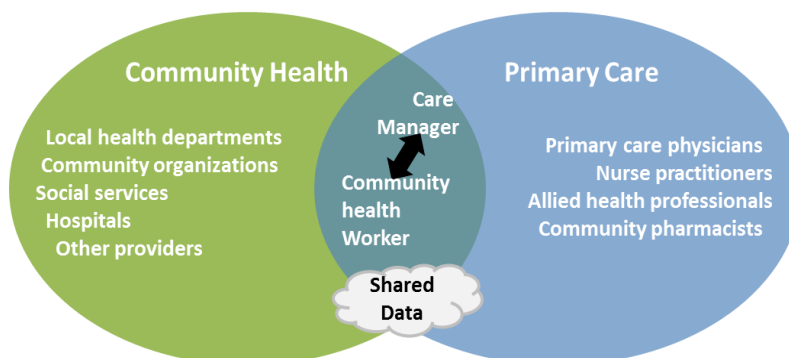 Community Health
Local health departments
Community organizations
Social services
Hospitals
Other providers
Care
Manager
Community
health
Worker
Shared
Data
Primary Care
Primary care physicians
Nurse practitioners
Allied health professionals
Community pharmacists